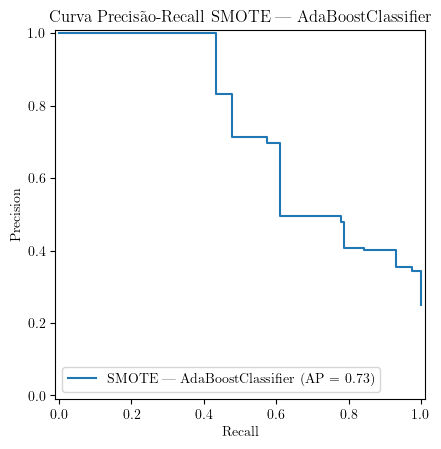 Curva Precisão-Recall SMOTE — AdaBoostClassifier
1.0
0.8
0.6
0.4
0.2
0.0
Precision
SMOTE — AdaBoostClassifier (AP = 0.73)
0.0 0.2 0.4 0.6 0.8 1.0
Recall